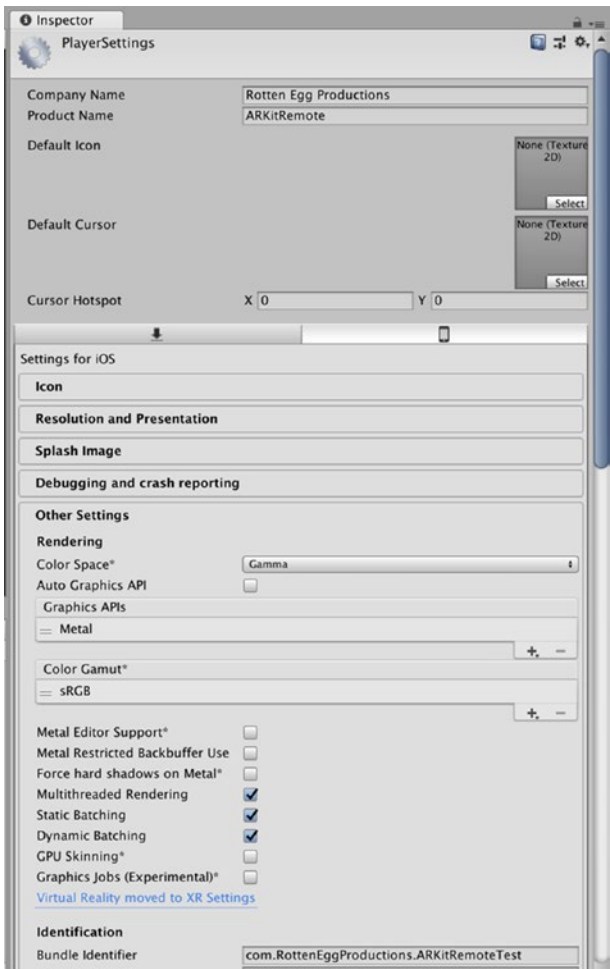 Inspector
PlayerSettings
Company Name Rotten Egg Productions
Product Name ARKitRemote
Default Icon None (Texture 2D)
Select
Default Cursor None (Texture 2D)
Select
Cursor Hotspot X 0 Y 0
Settings for iOS
Icon
Resolution and Presentation
Splash Image
Debugging and crash reporting
Other Settings
Rendering
Color Space* Gamma
Auto Graphics API
Graphics APIs
= Metal
+ −
Color Gamut*
= sRGB
+ −
Metal Editor Support*
Metal Restricted Backbuffer Use
Force hard shadows on Metal*
Multithreaded Rendering
Static Batching
Dynamic Batching
GPU Skinning*
Graphics Jobs (Experimental)*
Virtual Reality moved to XR Settings
Identification
Bundle Identifier com.RottenEggProductions.ARKitRemoteTest